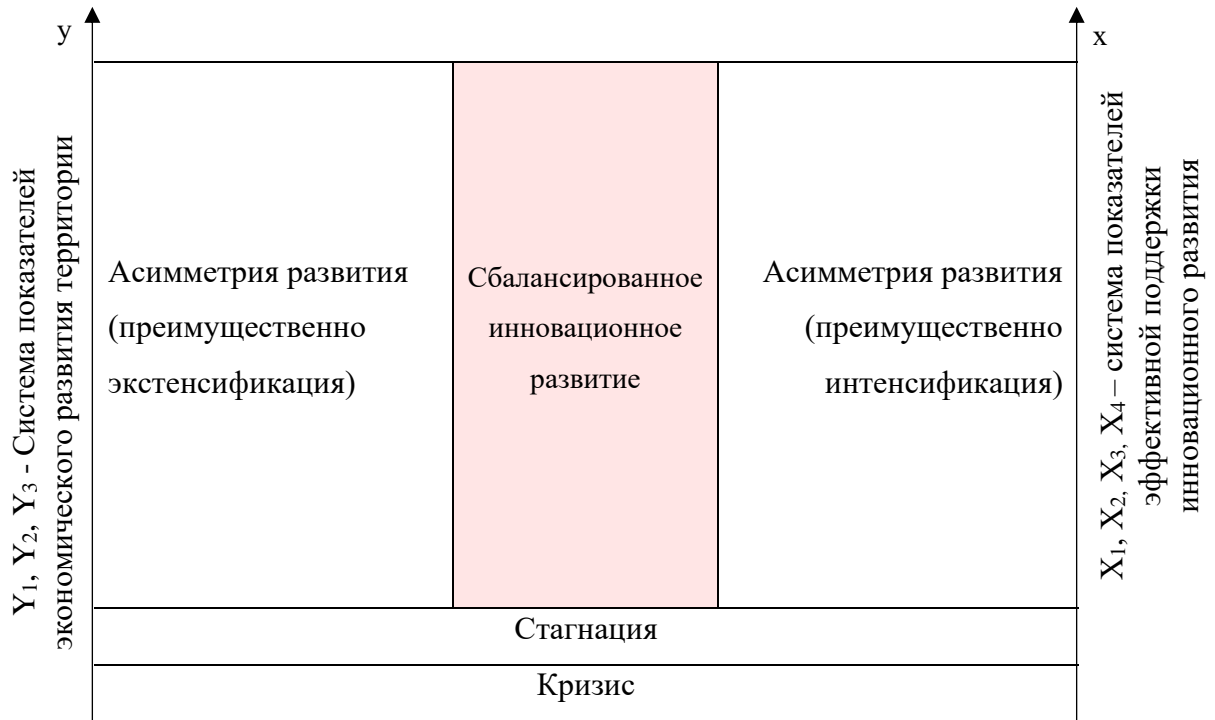 y
x
Y1, Y2, Y3 - Система показателей
экономического развития территории
Асимметрия развития
(преимущественно
экстенсификация)
Сбалансированное
инновационное
развитие
Асимметрия развития
(преимущественно
интенсификация)
X1, X2, X3, X4 – система показателей
эффективной поддержки
инновационного развития
Стагнация
Кризис